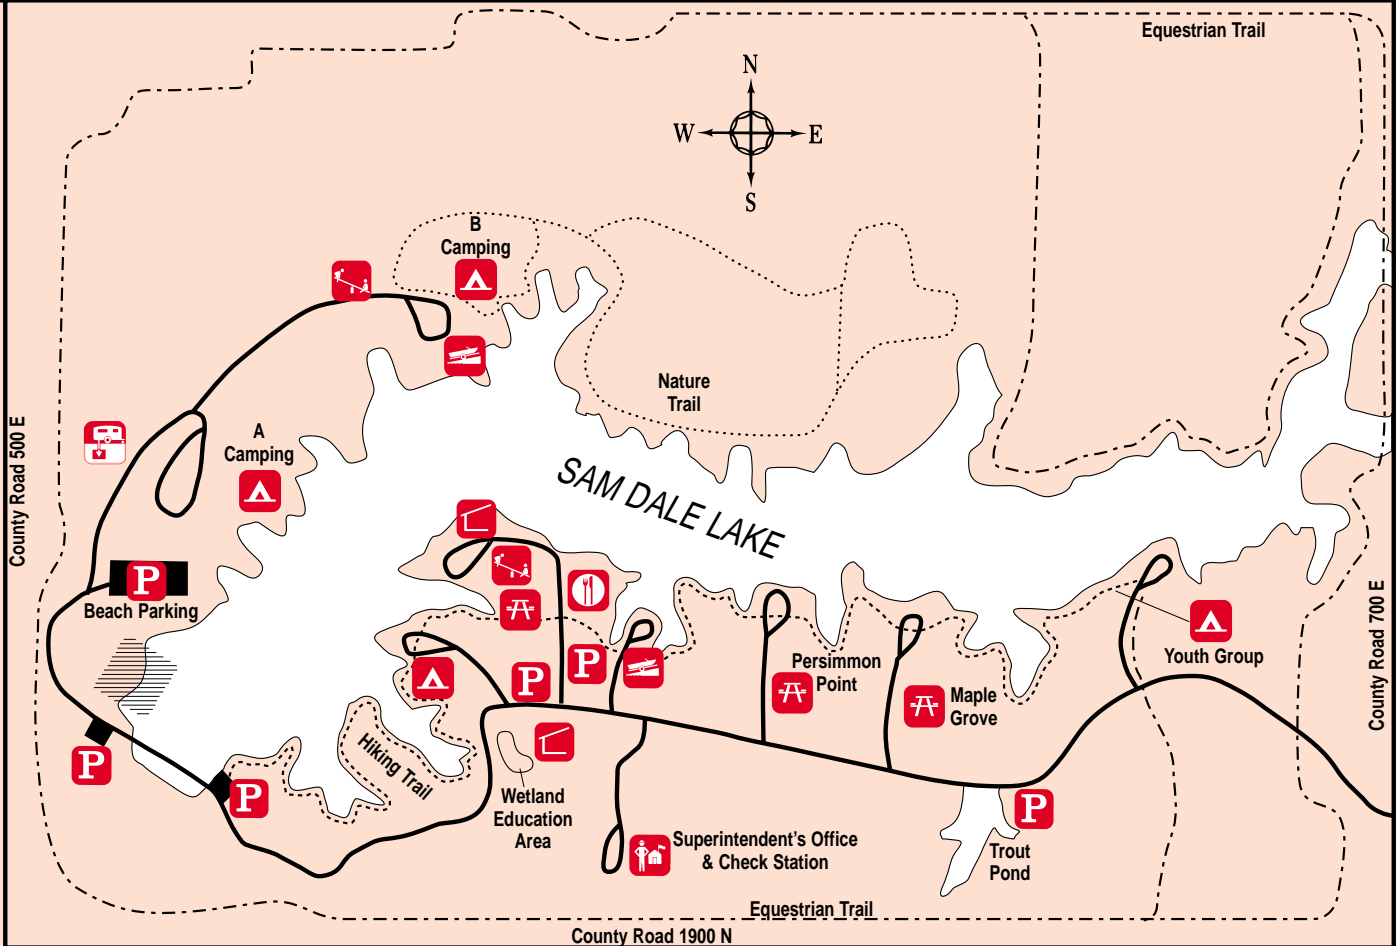 Equestrian Trail
N
W
E
S
B
Camping
Nature
Trail
County Road 500 E
A
Camping
SAM DALE LAKE
P
Beach Parking
County Road 700 E
Youth Group
Persimmon
Point
P
P
Maple
Grove
Hiking Trail
P
P
Wetland
Education
Area
P
Trout
Pond
Superintendent's Office
& Check Station
Equestrian Trail
County Road 1900 N